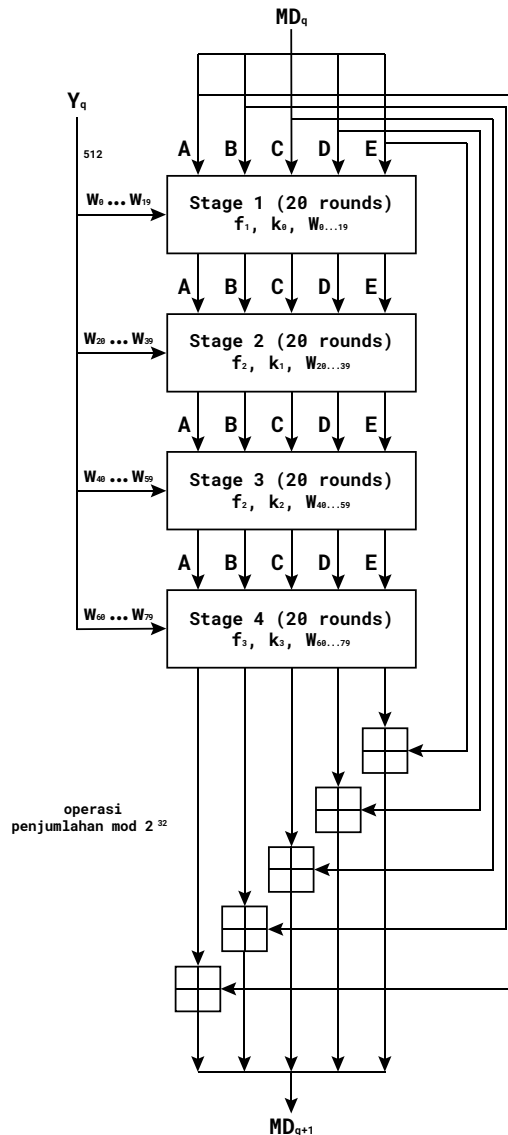 MDq
Yq
512
A B C D E
W0...W19
Stage 1 (20 rounds)
f1, k0, W0...19
A B C D E
W20...W39
Stage 2 (20 rounds)
f2, k1, W20...39
A B C D E
W40...W59
Stage 3 (20 rounds)
f2, k2, W40...59
A B C D E
W60...W79
Stage 4 (20 rounds)
f3, k3, W60...79
operasi
penjumlahan mod 2^32
MDq+1